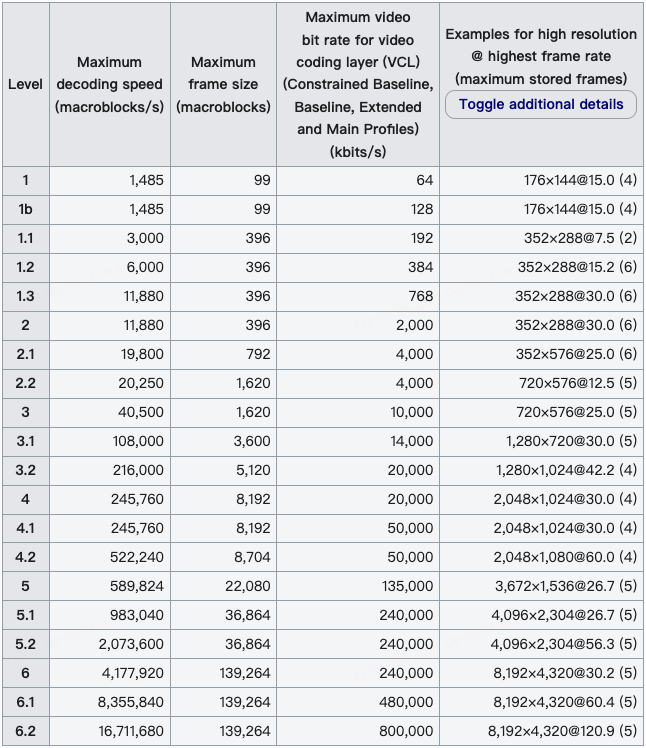 Level | Maximum decoding speed (macroblocks/s) | Maximum frame size (macroblocks) | Maximum video bit rate for video coding layer (VCL) (Constrained Baseline, Baseline, Extended and Main Profiles) (kbits/s) | Examples for high resolution @ highest frame rate (maximum stored frames) Toggle additional details
1 | 1,485 | 99 | 64 | 176×144@15.0 (4)
1b | 1,485 | 99 | 128 | 176×144@15.0 (4)
1.1 | 3,000 | 396 | 192 | 352×288@7.5 (2)
1.2 | 6,000 | 396 | 384 | 352×288@15.2 (6)
1.3 | 11,880 | 396 | 768 | 352×288@30.0 (6)
2 | 11,880 | 396 | 2,000 | 352×288@30.0 (6)
2.1 | 19,800 | 792 | 4,000 | 352×576@25.0 (6)
2.2 | 20,250 | 1,620 | 4,000 | 720×576@12.5 (5)
3 | 40,500 | 1,620 | 10,000 | 720×576@25.0 (5)
3.1 | 108,000 | 3,600 | 14,000 | 1,280×720@30.0 (5)
3.2 | 216,000 | 5,120 | 20,000 | 1,280×1,024@42.2 (4)
4 | 245,760 | 8,192 | 20,000 | 2,048×1,024@30.0 (4)
4.1 | 245,760 | 8,192 | 50,000 | 2,048×1,024@30.0 (4)
4.2 | 522,240 | 8,704 | 50,000 | 2,048×1,080@60.0 (4)
5 | 589,824 | 22,080 | 135,000 | 3,672×1,536@26.7 (5)
5.1 | 983,040 | 36,864 | 240,000 | 4,096×2,304@26.7 (5)
5.2 | 2,073,600 | 36,864 | 240,000 | 4,096×2,304@56.3 (5)
6 | 4,177,920 | 139,264 | 240,000 | 8,192×4,320@30.2 (5)
6.1 | 8,355,840 | 139,264 | 480,000 | 8,192×4,320@60.4 (5)
6.2 | 16,711,680 | 139,264 | 800,000 | 8,192×4,320@120.9 (5)